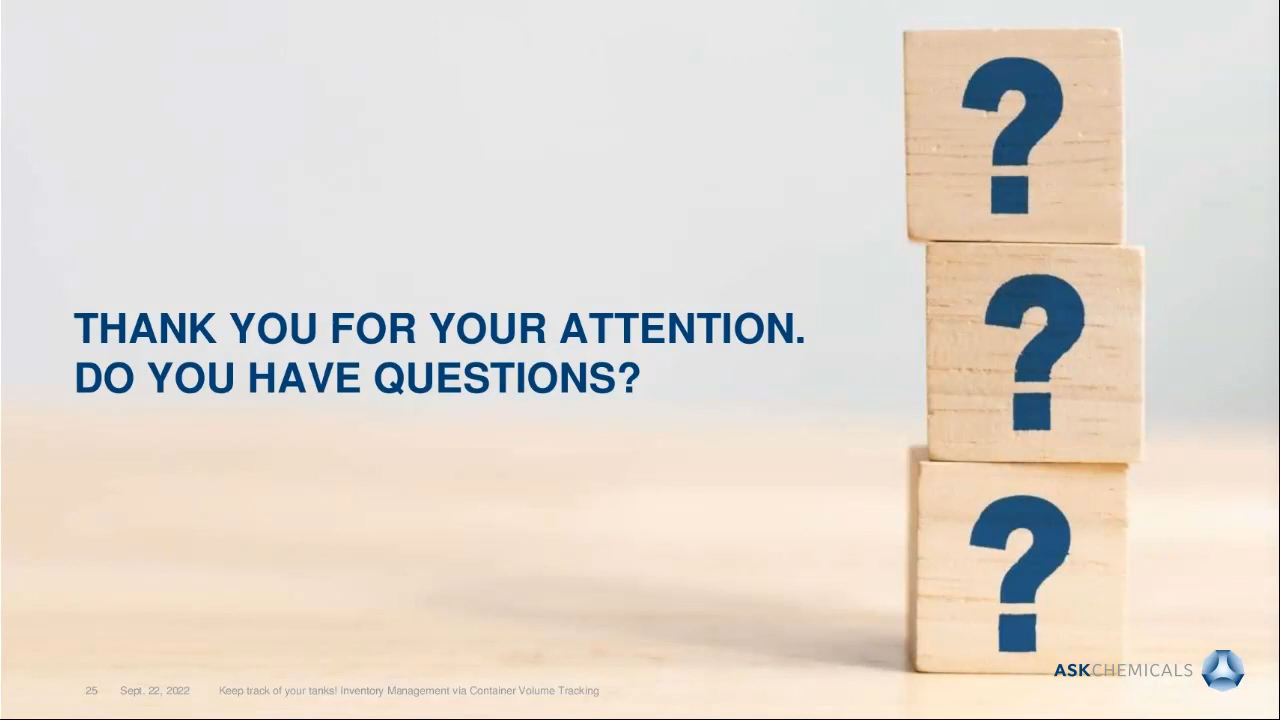 ?
?
?
THANK YOU FOR YOUR ATTENTION.
DO YOU HAVE QUESTIONS?
25 Sept. 22, 2022 Keep track of your tanks! Inventory Management via Container Volume Tracking
ASKCHEMICALS